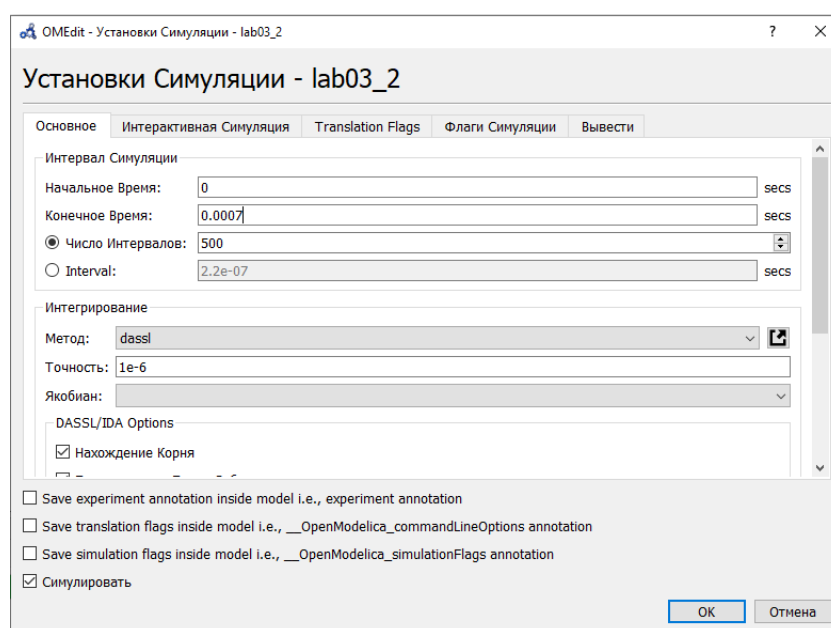 OMEdit - Установки Симуляции - lab03_2
Установки Симуляции - lab03_2
Основное Интерактивная Симуляция Translation Flags Флаги Симуляции Вывести
Интервал Симуляции
Начальное Время: 0 secs
Конечное Время: 0.0007 secs
Число Интервалов: 500
Interval: 2.2e-07 secs
Интегрирование
Метод: dassl
Точность: 1e-6
Якобиан:
DASSL/IDA Options
Нахождение Корня
Save experiment annotation inside model i.e., experiment annotation
Save translation flags inside model i.e., __OpenModelica_commandLineOptions annotation
Save simulation flags inside model i.e., __OpenModelica_simulationFlags annotation
Симулировать
OK Отмена